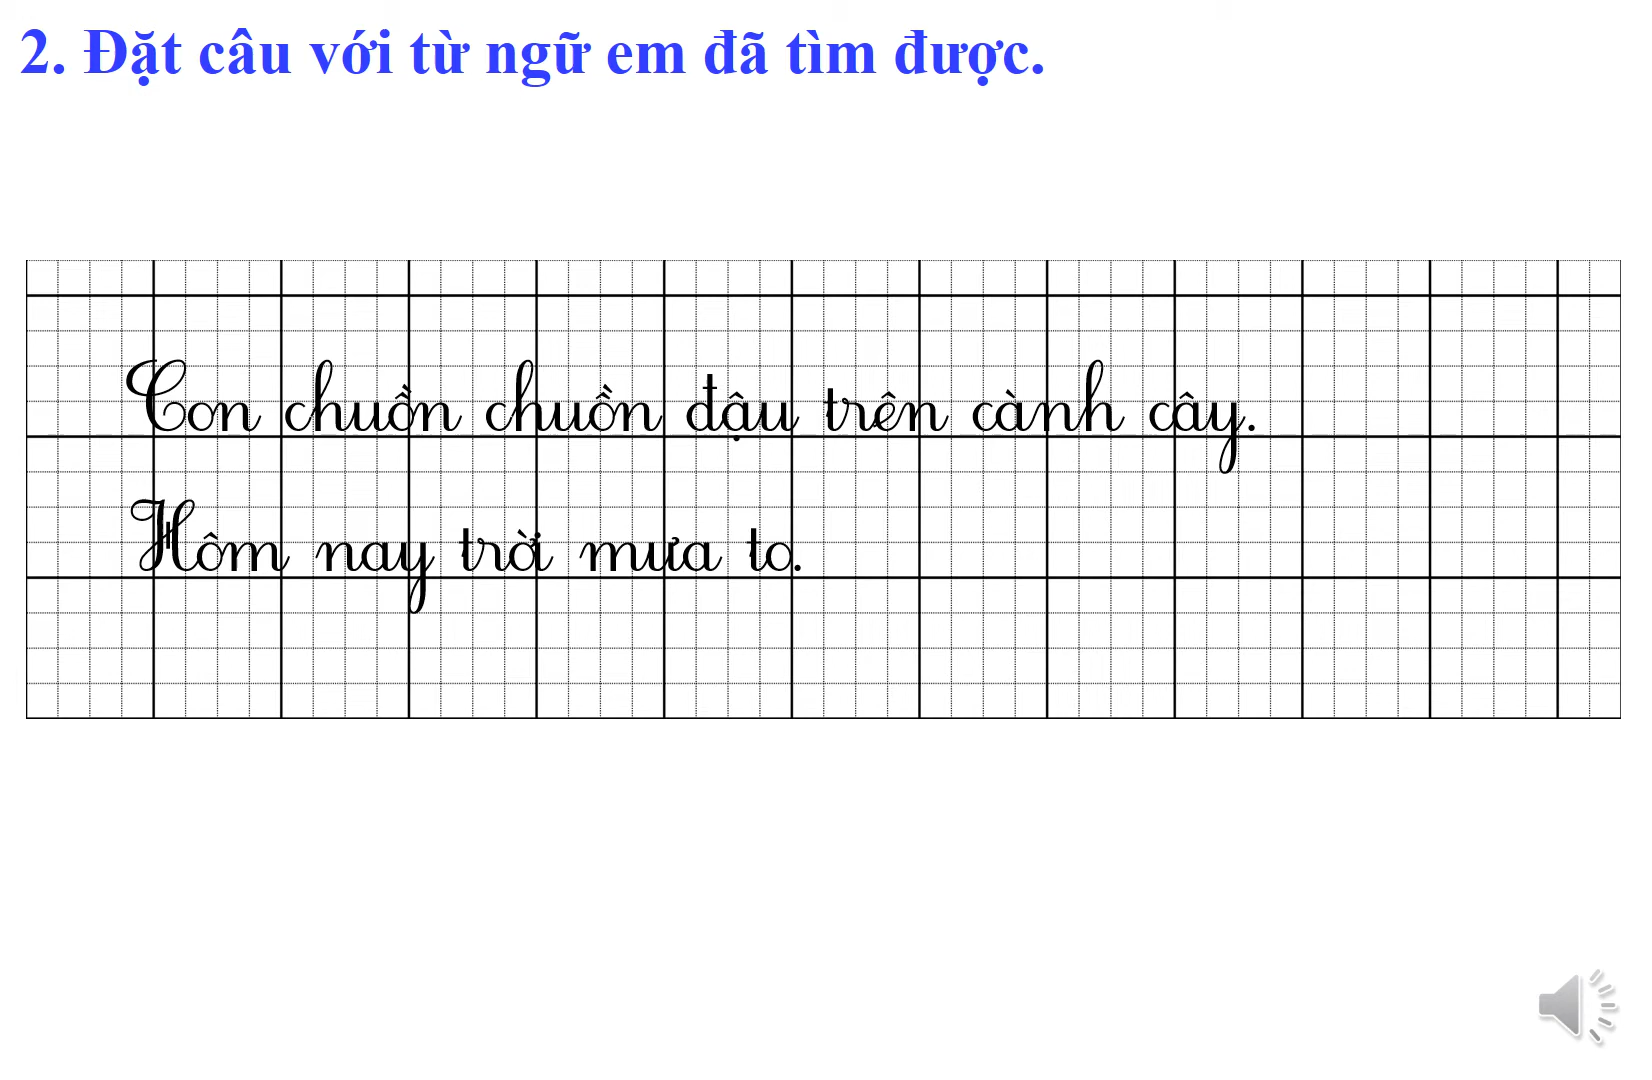 2. Đặt câu với từ ngữ em đã tìm được.
Con chuồn chuồn đậu trên cành cây.
Hôm nay trời mưa to.